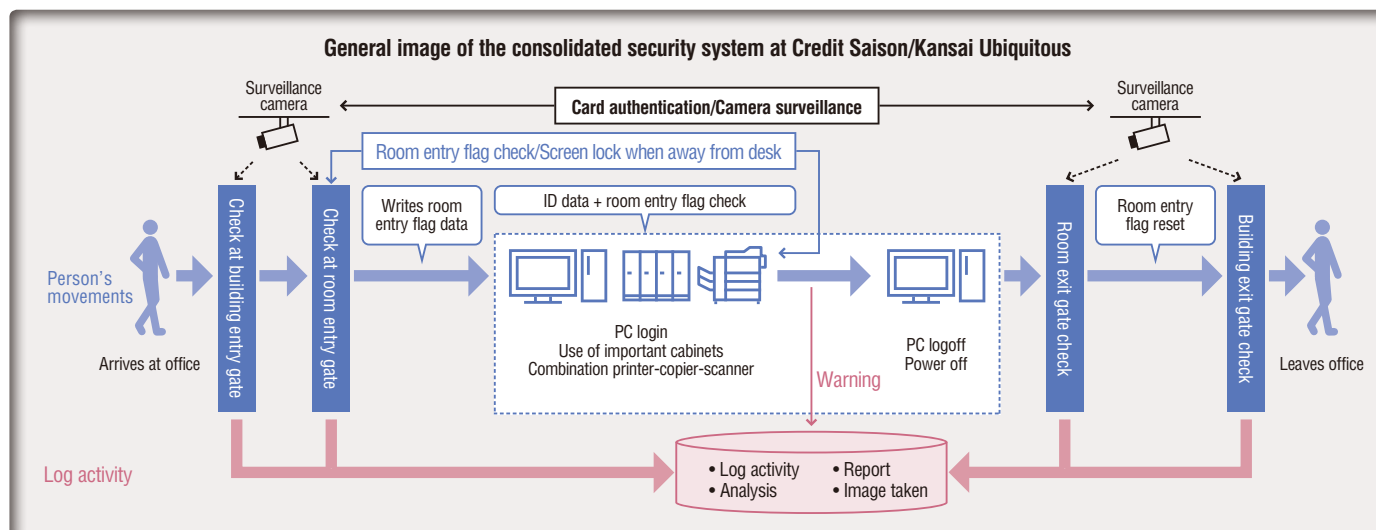 General image of the consolidated security system at Credit Saison/Kansai Ubiquitous
Surveillance
camera
Card authentication/Camera surveillance
Surveillance
camera
Room entry flag check/Screen lock when away from desk
Check at building entry gate
Check at room entry gate
Writes room
entry flag data
ID data + room entry flag check
Room exit gate check
Room entry
flag reset
Building exit gate check
Person's
movements
Arrives at office
PC login
Use of important cabinets
Combination printer-copier-scanner
Warning
PC logoff
Power off
Leaves office
Log activity
• Log activity
• Analysis
• Report
• Image taken